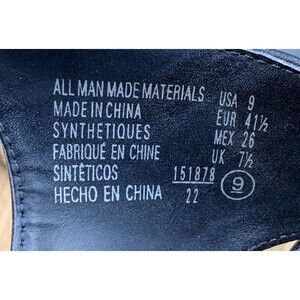 ALL MAN MADE MATERIALS USA 9
MADE IN CHINA EUR 41½
SYNTHETIQUES MEX 26
FABRIQUÉ EN CHINE UK 7½
SINTÉTICOS 151878 9
HECHO EN CHINA 22